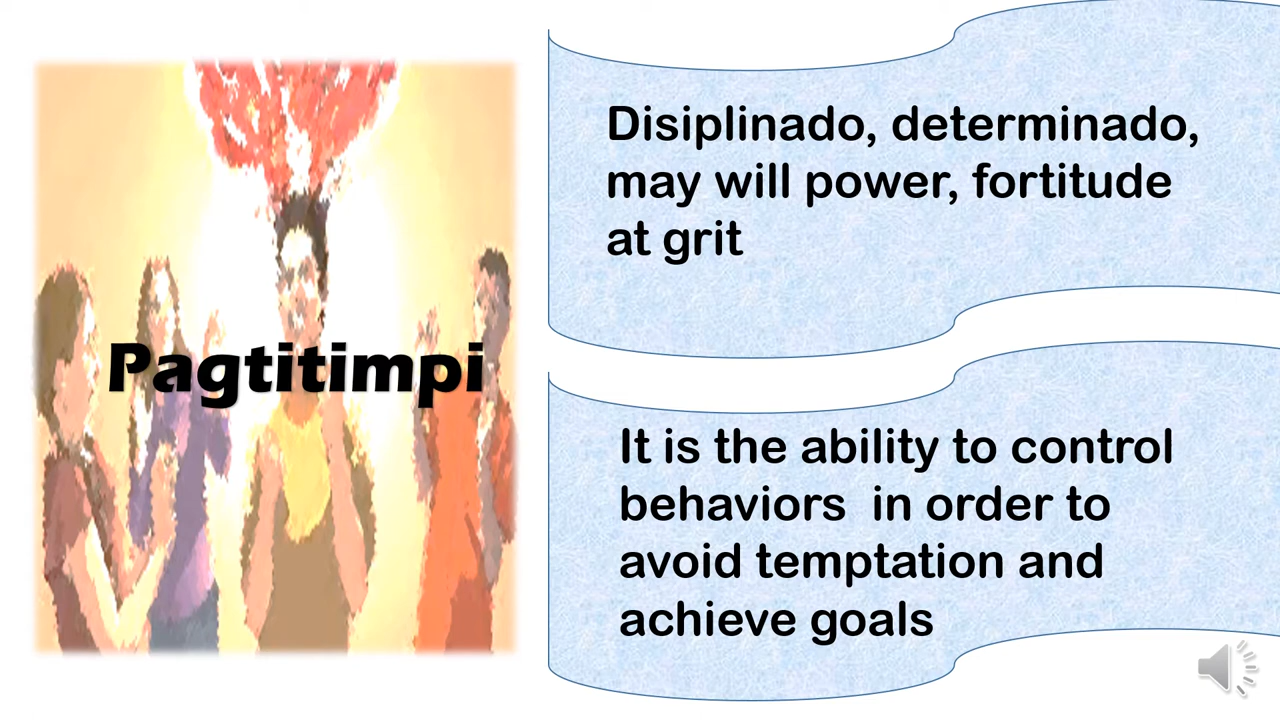 Pagtitimpi
Disiplinado, determinado,
may will power, fortitude
at grit
It is the ability to control
behaviors  in order to
avoid temptation and
achieve goals